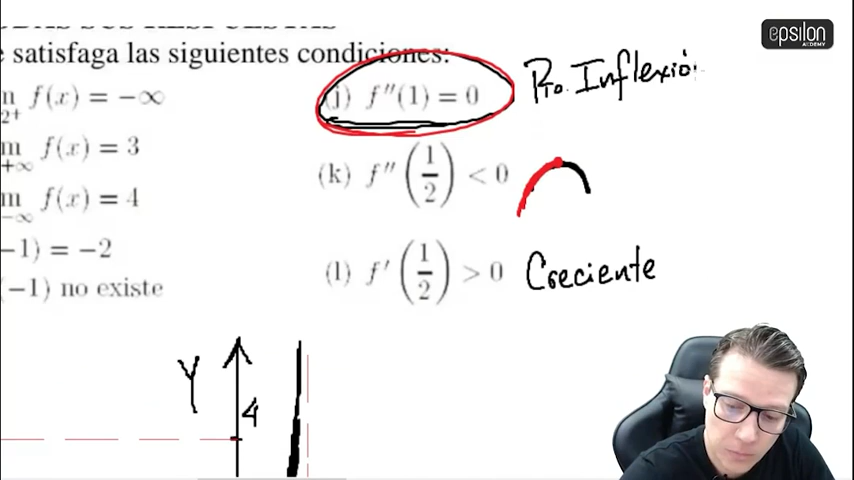 epsilon
ACADEMY
satisfaga las siguientes condiciones:
f(x) = −∞
(j) f''(1) = 0
Pto. Inflexió
f(x) = 3
(k) f''(1/2) < 0
f(x) = 4
−1) = −2
(l) f'(1/2) > 0
Creciente
(−1) no existe
Y
4